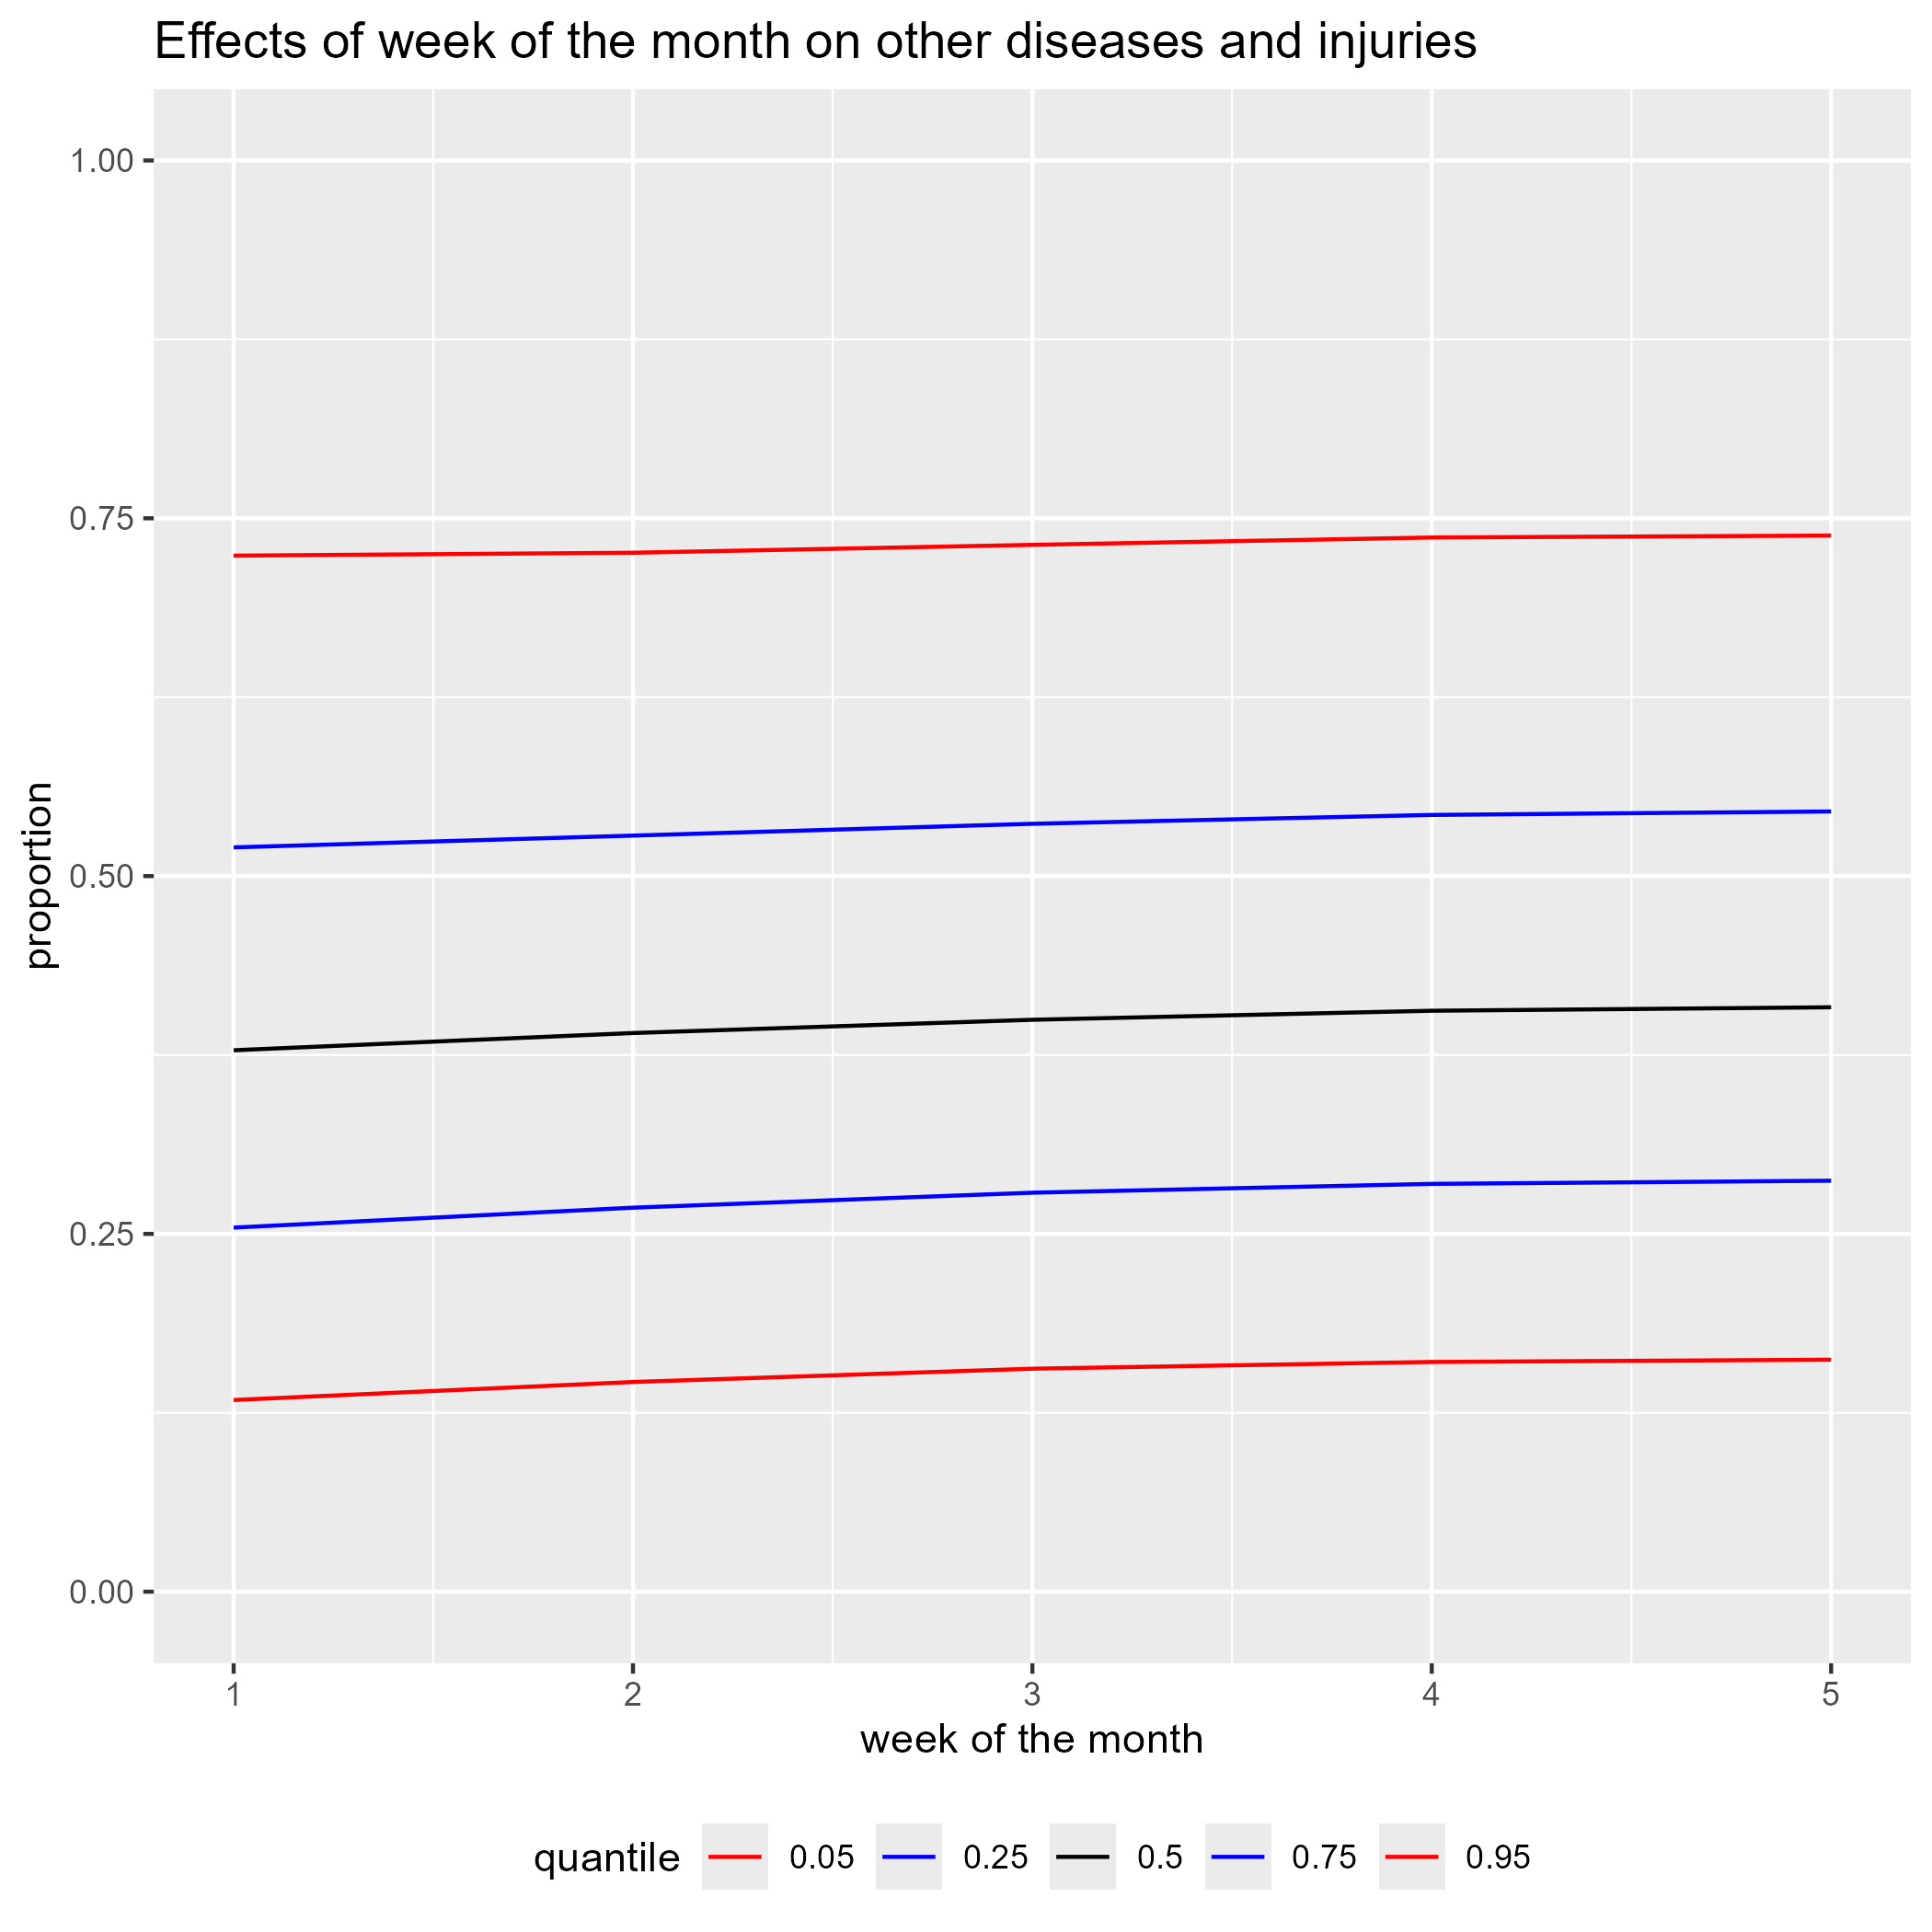 Effects of week of the month on other diseases and injuries
1.00
0.75
0.50
0.25
0.00
proportion
1 2 3 4 5
week of the month
quantile 0.05 0.25 0.5 0.75 0.95